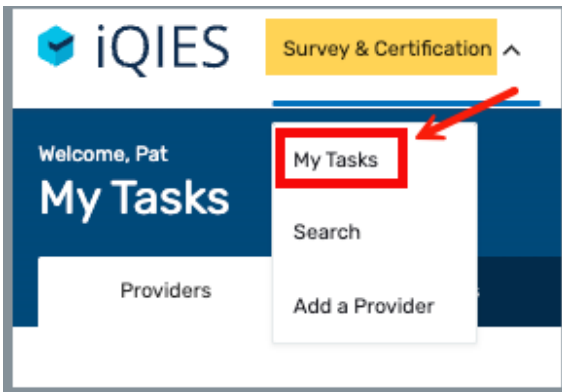 iQIES
Survey & Certification
Welcome, Pat
My Tasks
My Tasks
Search
Providers
Add a Provider